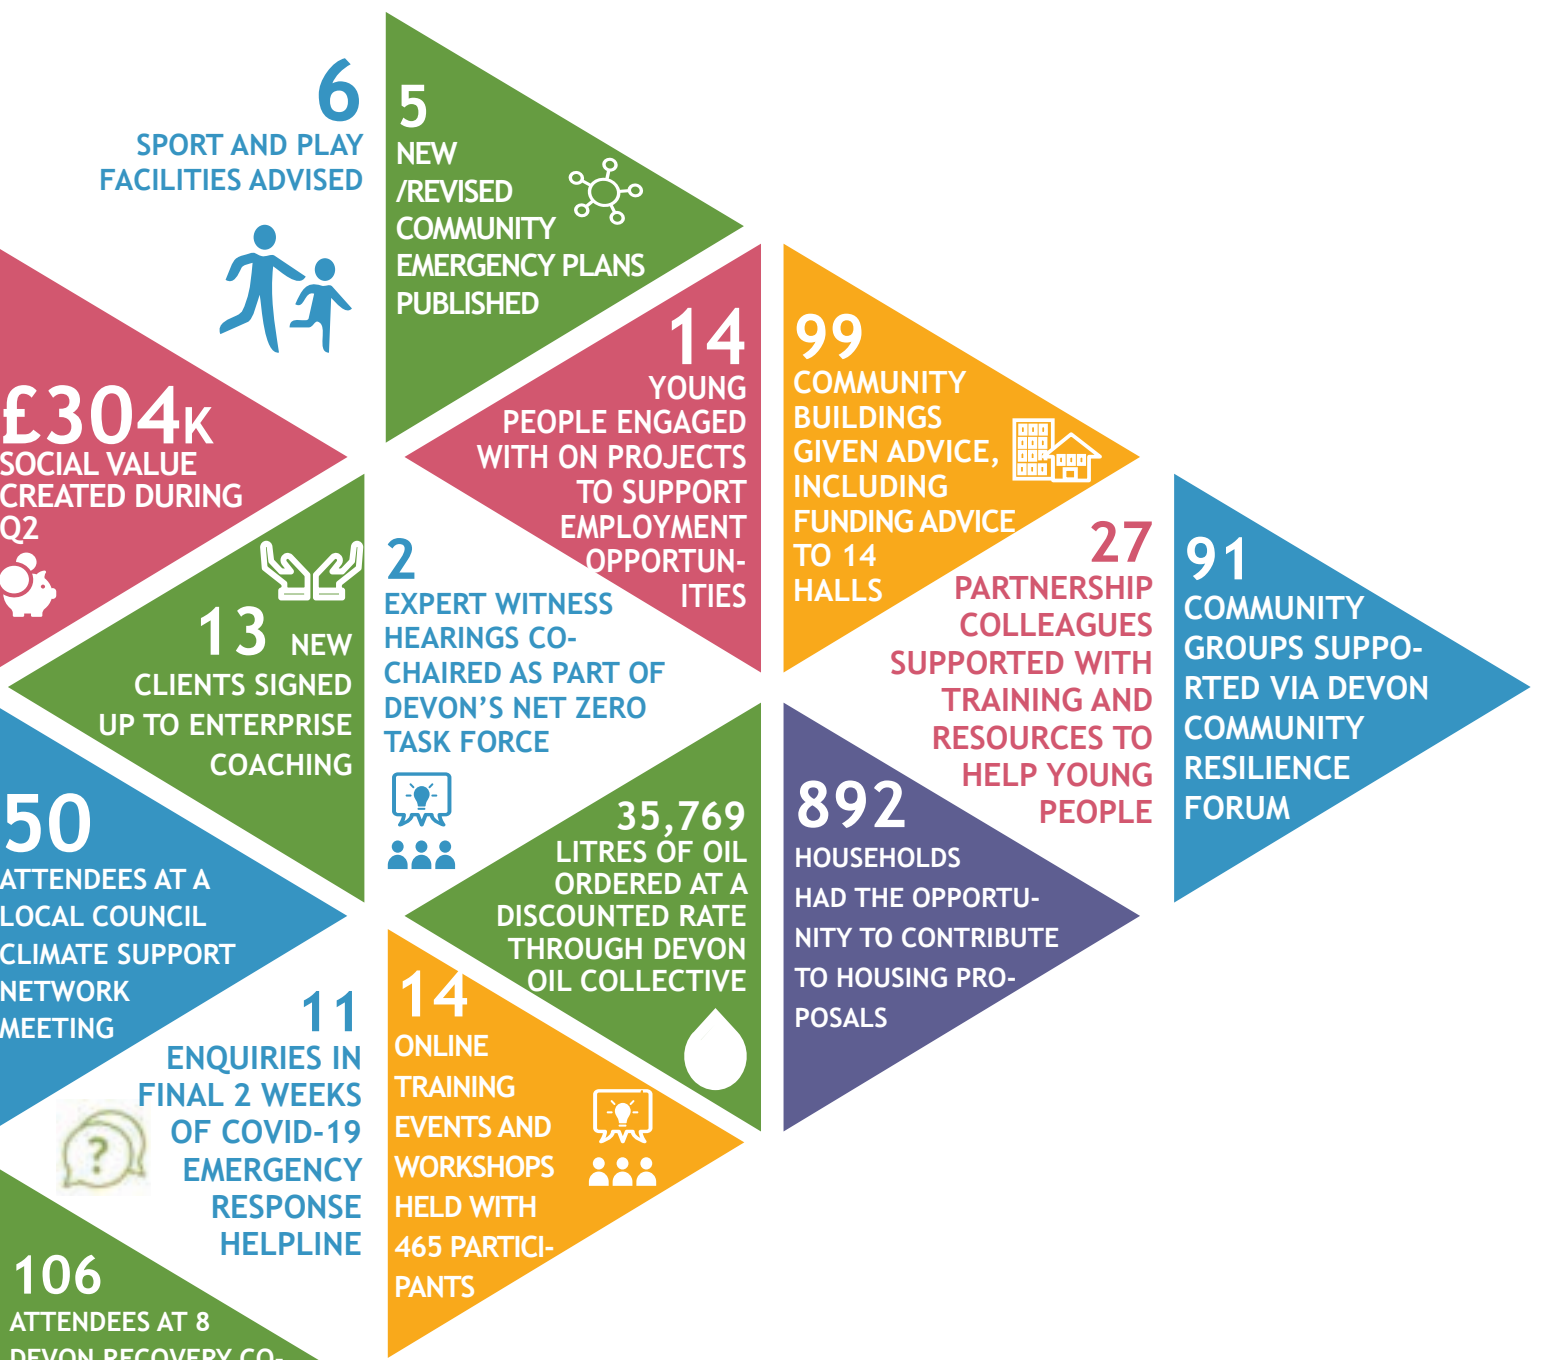 6
SPORT AND PLAY
FACILITIES ADVISED
5
NEW
/REVISED
COMMUNITY
EMERGENCY PLANS
PUBLISHED
£304K
SOCIAL VALUE
CREATED DURING
Q2
14
YOUNG
PEOPLE ENGAGED
WITH ON PROJECTS
TO SUPPORT
EMPLOYMENT
OPPORTUN-
ITIES
99
COMMUNITY
BUILDINGS
GIVEN ADVICE,
INCLUDING
FUNDING ADVICE
TO 14
HALLS
13 NEW
CLIENTS SIGNED
UP TO ENTERPRISE
COACHING
2
EXPERT WITNESS
HEARINGS CO-
CHAIRED AS PART OF
DEVON'S NET ZERO
TASK FORCE
27
PARTNERSHIP
COLLEAGUES
SUPPORTED WITH
TRAINING AND
RESOURCES TO
HELP YOUNG
PEOPLE
91
COMMUNITY
GROUPS SUPPO-
RTED VIA DEVON
COMMUNITY
RESILIENCE
FORUM
50
ATTENDEES AT A
LOCAL COUNCIL
CLIMATE SUPPORT
NETWORK
MEETING
35,769
LITRES OF OIL
ORDERED AT A
DISCOUNTED RATE
THROUGH DEVON
OIL COLLECTIVE
892
HOUSEHOLDS
HAD THE OPPORTU-
NITY TO CONTRIBUTE
TO HOUSING PRO-
POSALS
11
ENQUIRIES IN
FINAL 2 WEEKS
OF COVID-19
EMERGENCY
RESPONSE
HELPLINE
?
14
ONLINE
TRAINING
EVENTS AND
WORKSHOPS
HELD WITH
465 PARTICI-
PANTS
106
ATTENDEES AT 8
DEVON RECOVERY CO-